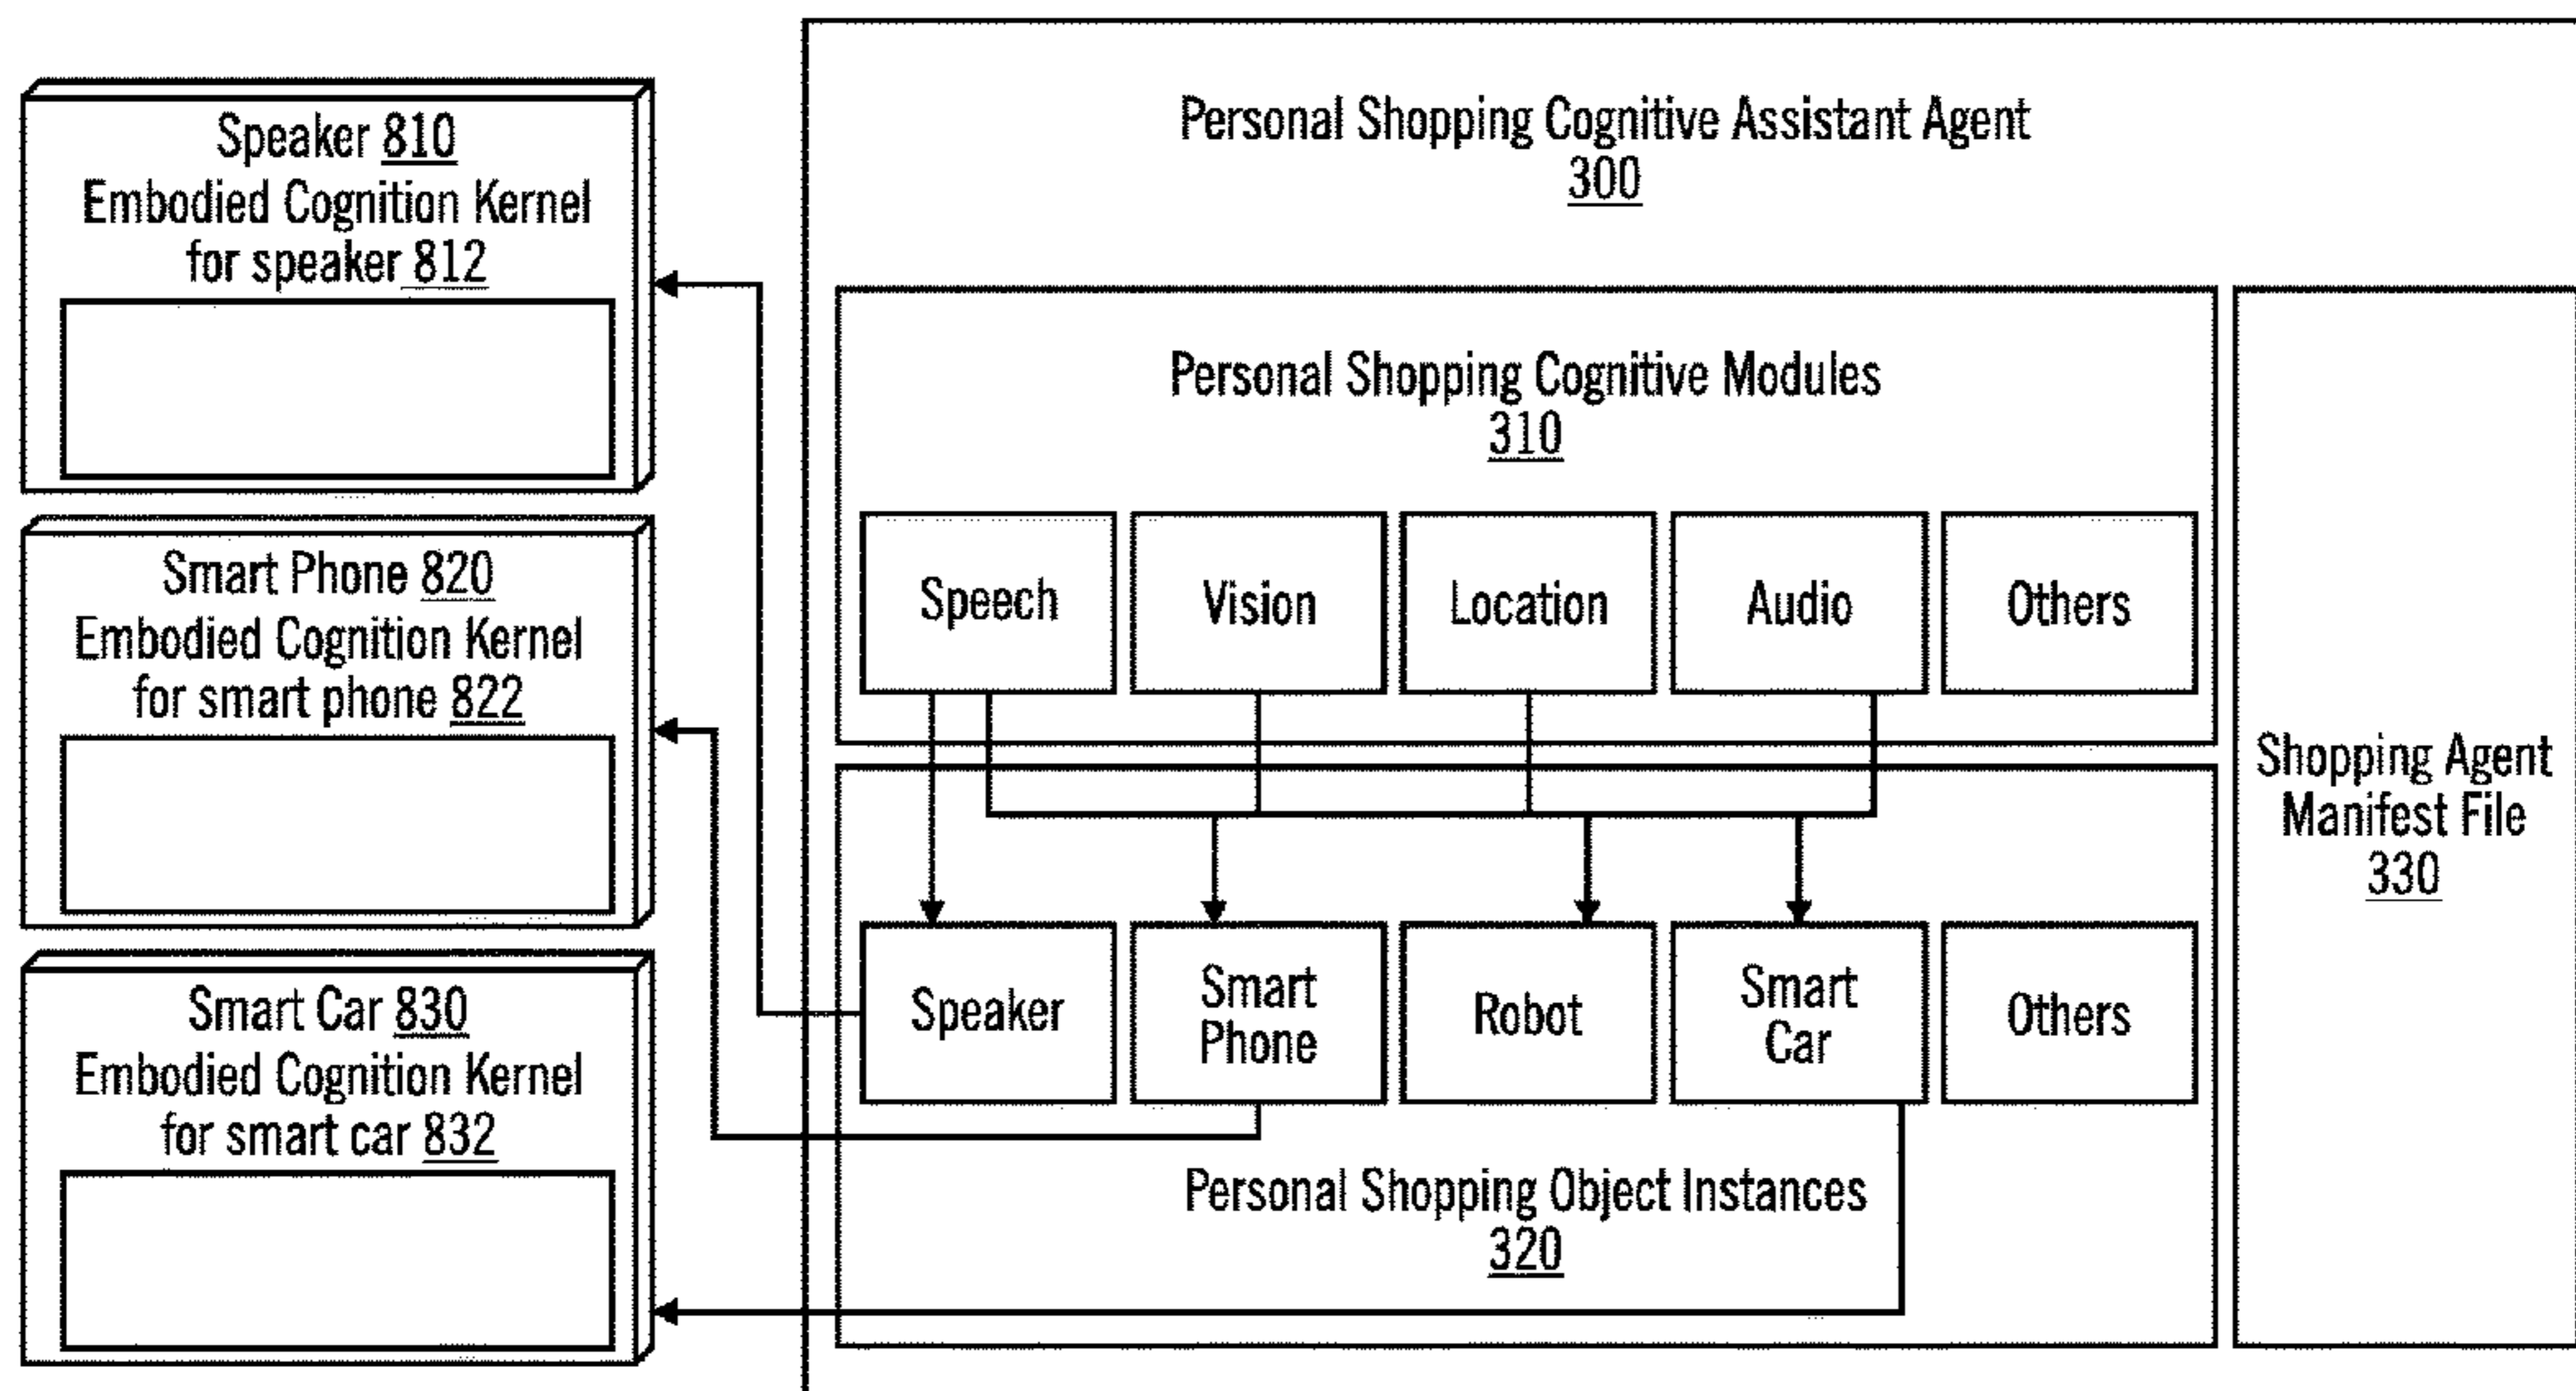 Speaker 810
Embodied Cognition Kernel
for speaker 812
Smart Phone 820
Embodied Cognition Kernel
for smart phone 822
Smart Car 830
Embodied Cognition Kernel
for smart car 832
Personal Shopping Cognitive Assistant Agent
300
Personal Shopping Cognitive Modules
310
Speech
Vision
Location
Audio
Others
Speaker
Smart
Phone
Robot
Smart
Car
Others
Personal Shopping Object Instances
320
Shopping Agent
Manifest File
330